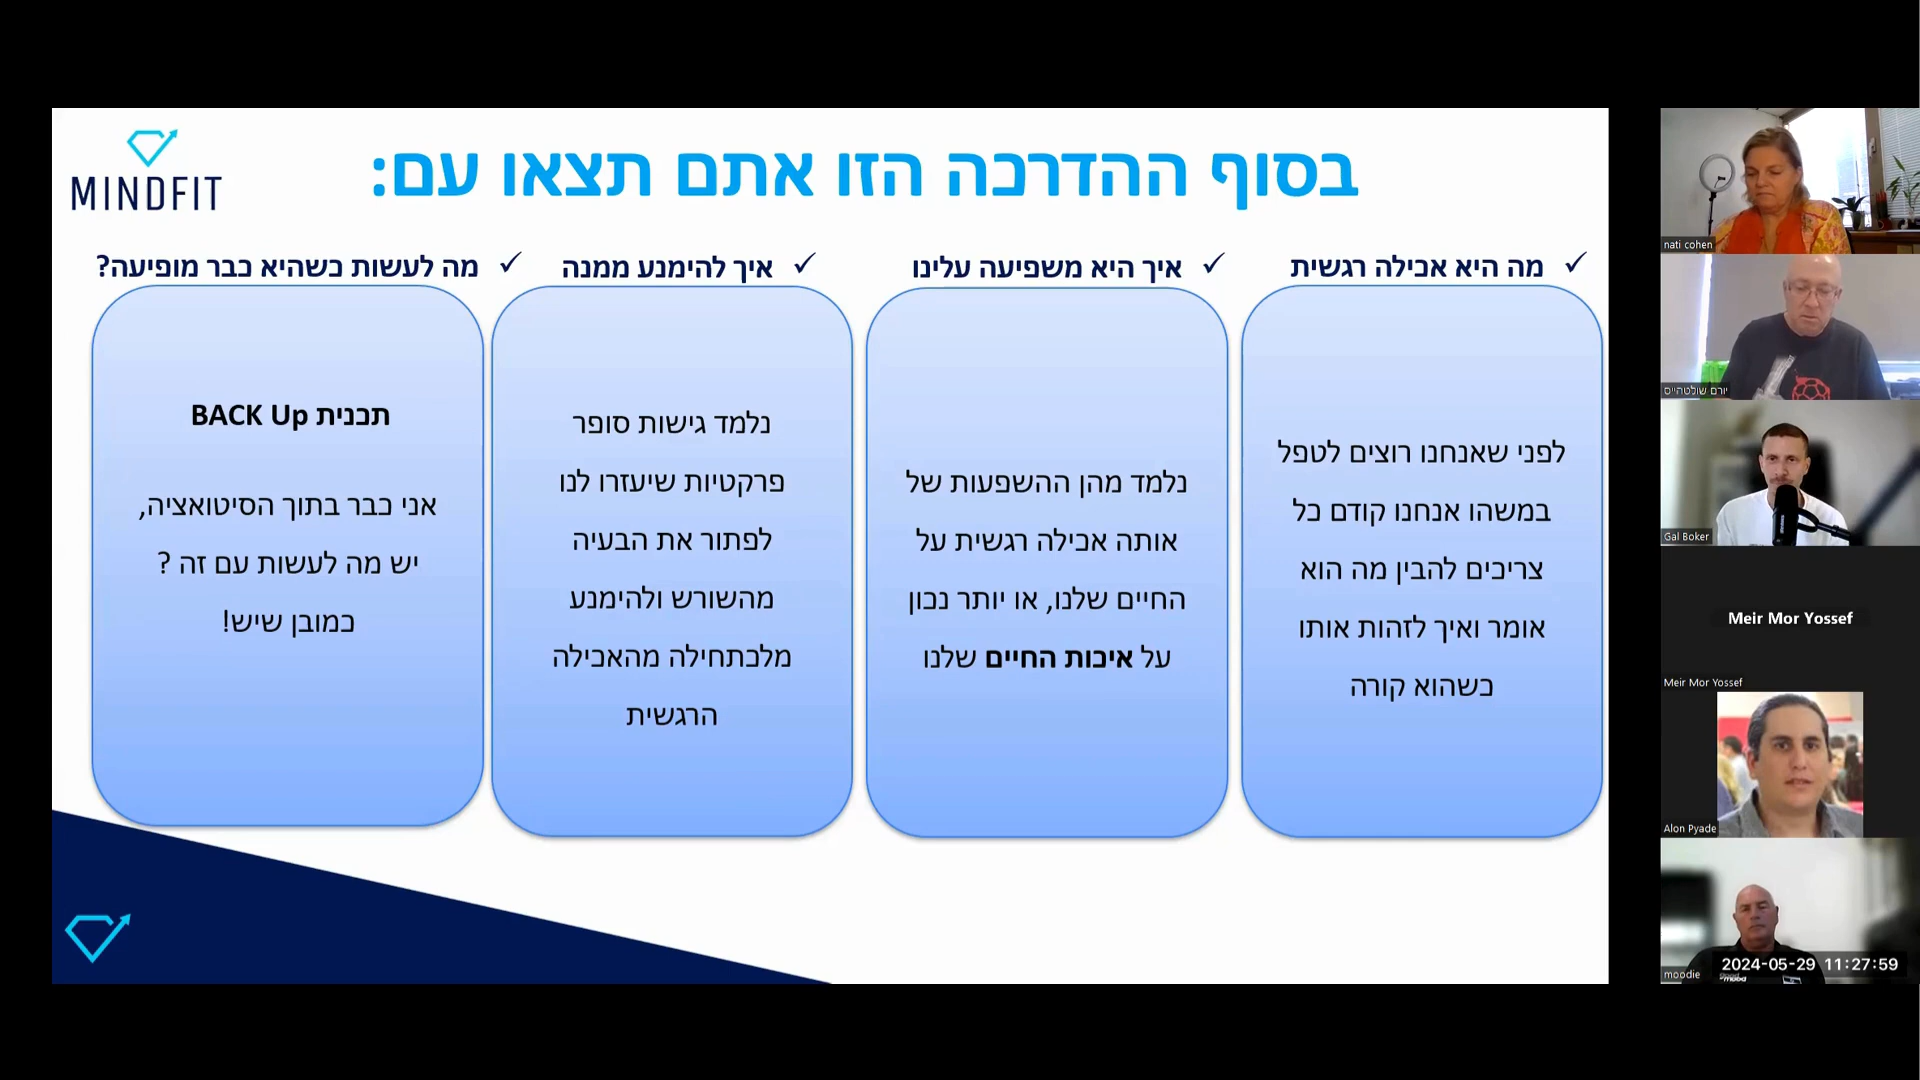 MINDFIT
בסוף ההדרכה הזו אתם תצאו עם:
✓ מה היא אכילה רגשית
לפני שאנחנו רוצים לטפל
במשהו אנחנו קודם כל
צריכים להבין מה הוא
אומר ואיך לזהות אותו
כשהוא קורה
✓ איך היא משפיעה עלינו
נלמד מהן ההשפעות של
אותה אכילה רגשית על
החיים שלנו, או יותר נכון
על איכות החיים שלנו
✓ איך להימנע ממנה
נלמד גישות סופר
פרקטיות שיעזרו לנו
לפתור את הבעיה
מהשורש ולהימנע
מלכתחילה מהאכילה
הרגשית
✓ מה לעשות כשהיא כבר מופיעה?
תכנית BACK Up
אני כבר בתוך הסיטואציה,
יש מה לעשות עם זה ?
כמובן שיש!
nati cohen
יורם שולטהייס
Gal Boker
Meir Mor Yossef
Meir Mor Yossef
Alon Pyade
moodie
2024-05-29 11:27:59